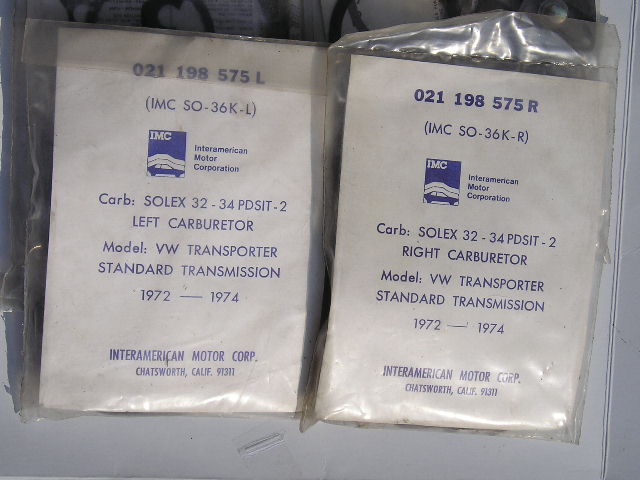 021 198 575 L
(IMC SO-36K-L)
IMC
Interamerican
Motor
Corporation
Carb: SOLEX 32 - 34 PDSIT - 2
LEFT CARBURETOR
Model: VW TRANSPORTER
STANDARD TRANSMISSION
1972 — 1974
INTERAMERICAN MOTOR CORP.
CHATSWORTH, CALIF. 91311
021 198 575 R
(IMC SO-36K-R)
IMC
Interamerican
Motor
Corporation
Carb: SOLEX 32 - 34 PDSIT - 2
RIGHT CARBURETOR
Model: VW TRANSPORTER
STANDARD TRANSMISSION
1972 — 1974
INTERAMERICAN MOTOR CORP.
CHATSWORTH, CALIF. 91311